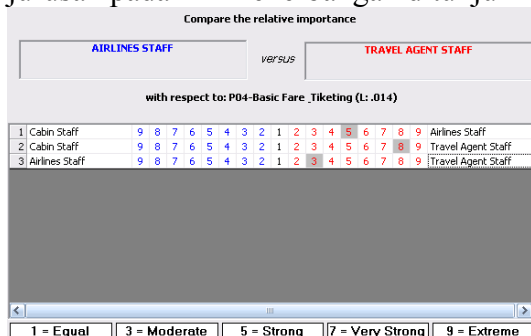 Compare the relative importance
AIRLINES STAFF versus TRAVEL AGENT STAFF
with respect to: P04-Basic Fare _Tiketing (L: .014)
1 Cabin Staff 9 8 7 6 5 4 3 2 1 2 3 4 5 6 7 8 9 Airlines Staff
2 Cabin Staff 9 8 7 6 5 4 3 2 1 2 3 4 5 6 7 8 9 Travel Agent Staff
3 Airlines Staff 9 8 7 6 5 4 3 2 1 2 3 4 5 6 7 8 9 Travel Agent Staff
1 = Equal 3 = Moderate 5 = Strong 7 = Very Strong 9 = Extreme